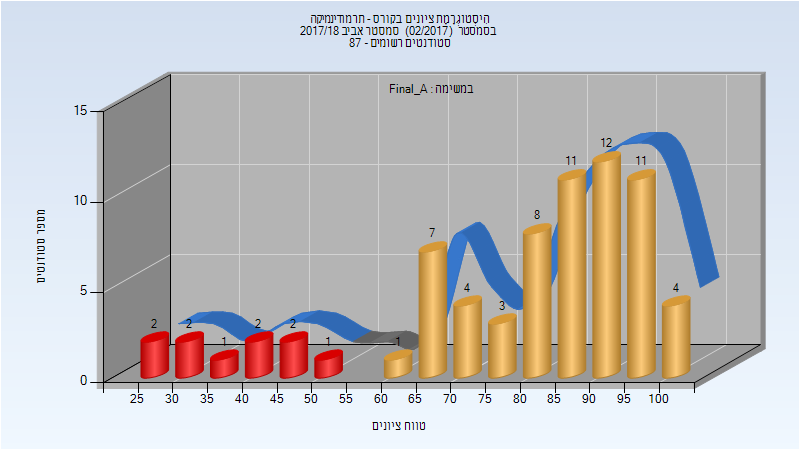 היסטוגרמת ציונים בקורס - תרמודינמיקה
בסמסטר (02/2017) סמסטר אביב 2017/18
סטודנטים רשומים - 87
במשימה : Final_A
מספר סטודנטים
15
10
5
0
2 2 1 2 2 1 1 7 4 3 8 11 12 11 4
25 30 35 40 45 50 55 60 65 70 75 80 85 90 95 100
טווח ציונים